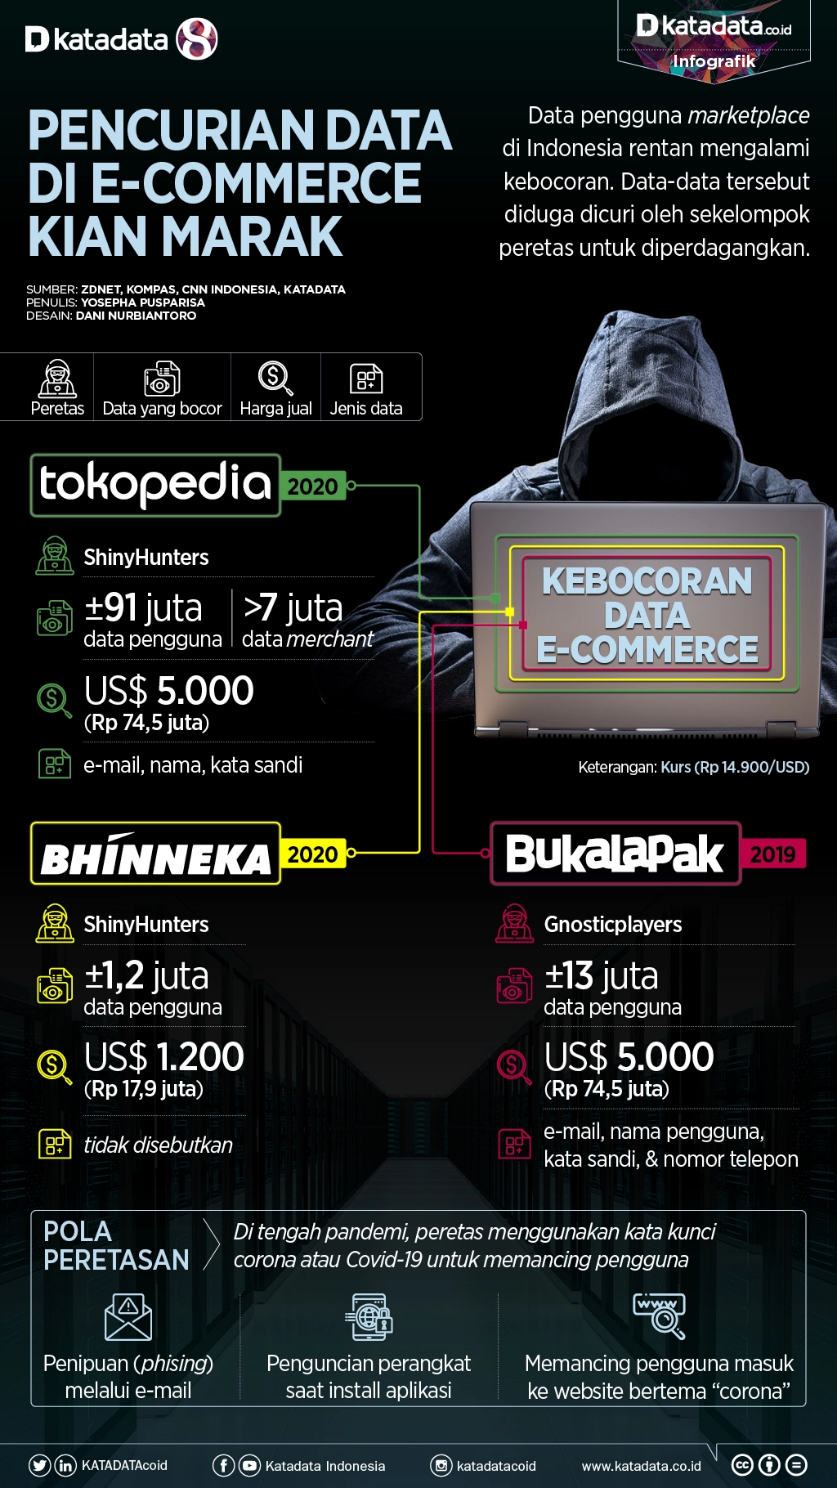 katadata 8
katadata.co.id
Infografik
PENCURIAN DATA
DI E-COMMERCE
KIAN MARAK
Data pengguna marketplace
di Indonesia rentan mengalami
kebocoran. Data-data tersebut
diduga dicuri oleh sekelompok
peretas untuk diperdagangkan.
SUMBER: ZDNET, KOMPAS, CNN INDONESIA, KATADATA
PENULIS: YOSEPHA PUSPARISA
DESAIN: DANI NURBIANTORO
Peretas
Data yang bocor
Harga jual
Jenis data
tokopedia 2020
ShinyHunters
±91 juta
data pengguna
>7 juta
data merchant
US$ 5.000
(Rp 74,5 juta)
e-mail, nama, kata sandi
KEBOCORAN
DATA
E-COMMERCE
Keterangan: Kurs (Rp 14.900/USD)
BHINNEKA 2020
ShinyHunters
±1,2 juta
data pengguna
US$ 1.200
(Rp 17,9 juta)
tidak disebutkan
BukalaPak 2019
Gnosticplayers
±13 juta
data pengguna
US$ 5.000
(Rp 74,5 juta)
e-mail, nama pengguna,
kata sandi, & nomor telepon
POLA
PERETASAN
Di tengah pandemi, peretas menggunakan kata kunci
corona atau Covid-19 untuk memancing pengguna
Penipuan (phising)
melalui e-mail
Penguncian perangkat
saat install aplikasi
www
Memancing pengguna masuk
ke website bertema "corona"
KATADATAcoid
Katadata Indonesia
katadatacoid
www.katadata.co.id
cc